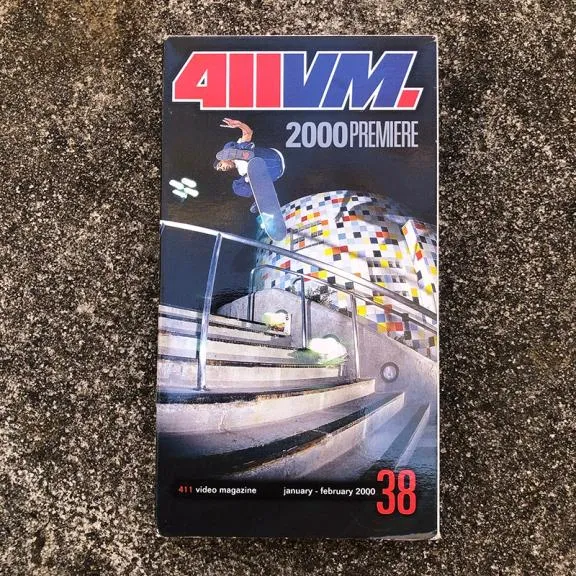 411VM.
2000PREMIERE
411 video magazine january - february 2000 38